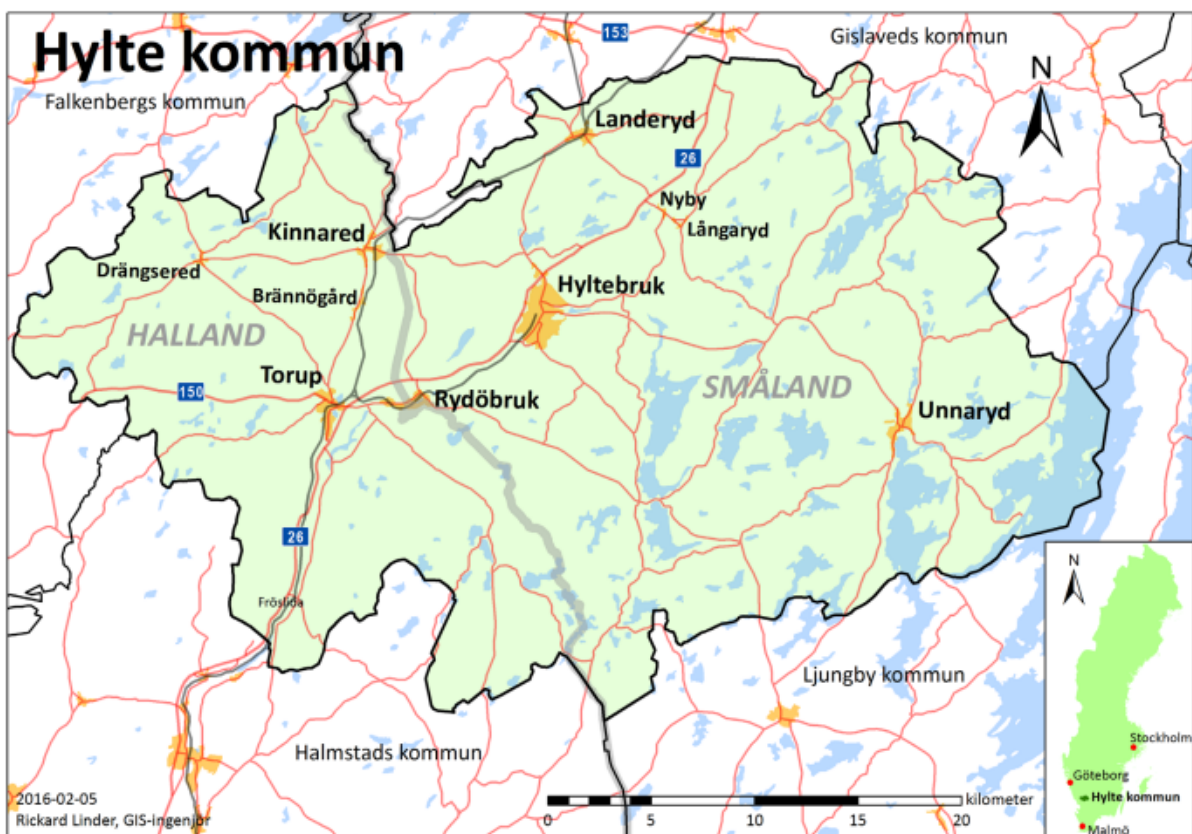 Hylte kommun
153
Gislaveds kommun
Falkenbergs kommun
N
Landeryd
26
Nyby
Långaryd
Kinnared
Drängsered
Hyltebruk
Brännögård
HALLAND
SMÅLAND
Torup
150
Rydöbruk
Unnaryd
26
N
Fröslida
Ljungby kommun
Halmstads kommun
Stockholm
Göteborg
Hylte kommun
Malmö
kilometer
0 5 10 15 20
2016-02-05
Rickard Linder, GIS-ingenjör